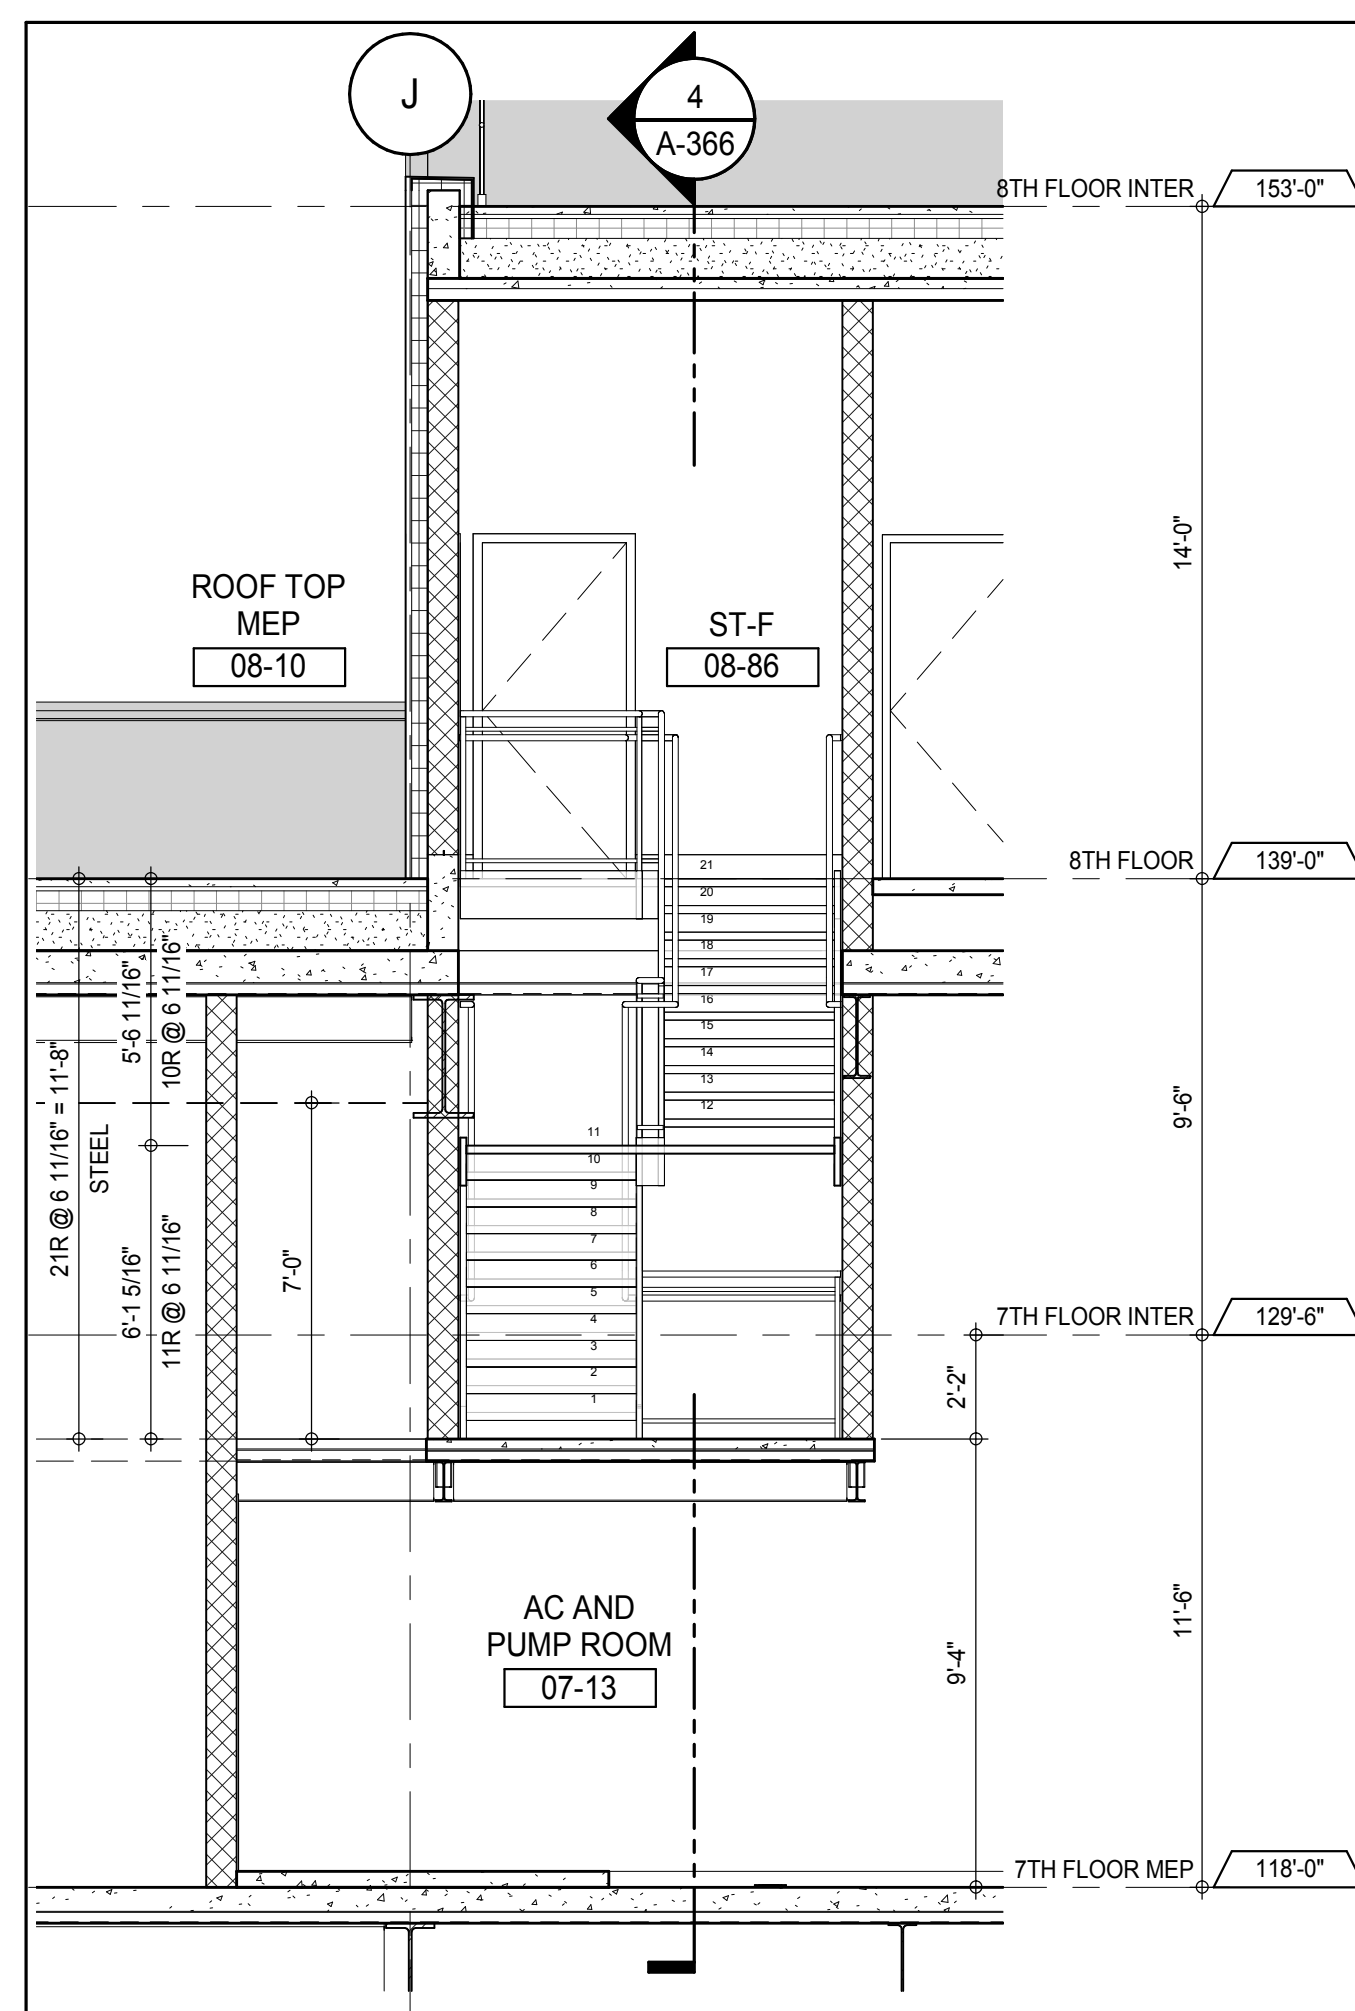 J
4
A-366
8TH FLOOR INTER
153'-0"
14'-0"
ROOF TOP
MEP
08-10
ST-F
08-86
8TH FLOOR
139'-0"
21
20
19
18
17
16
15
14
13
12
11
10
9
8
7
6
5
4
3
2
1
21R @ 6 11/16" = 11'-8"
STEEL
5'-6 11/16"
10R @ 6 11/16"
6'-1 5/16"
11R @ 6 11/16"
7'-0"
9'-6"
7TH FLOOR INTER
129'-6"
2'-2"
AC AND
PUMP ROOM
07-13
9'-4"
11'-6"
7TH FLOOR MEP
118'-0"